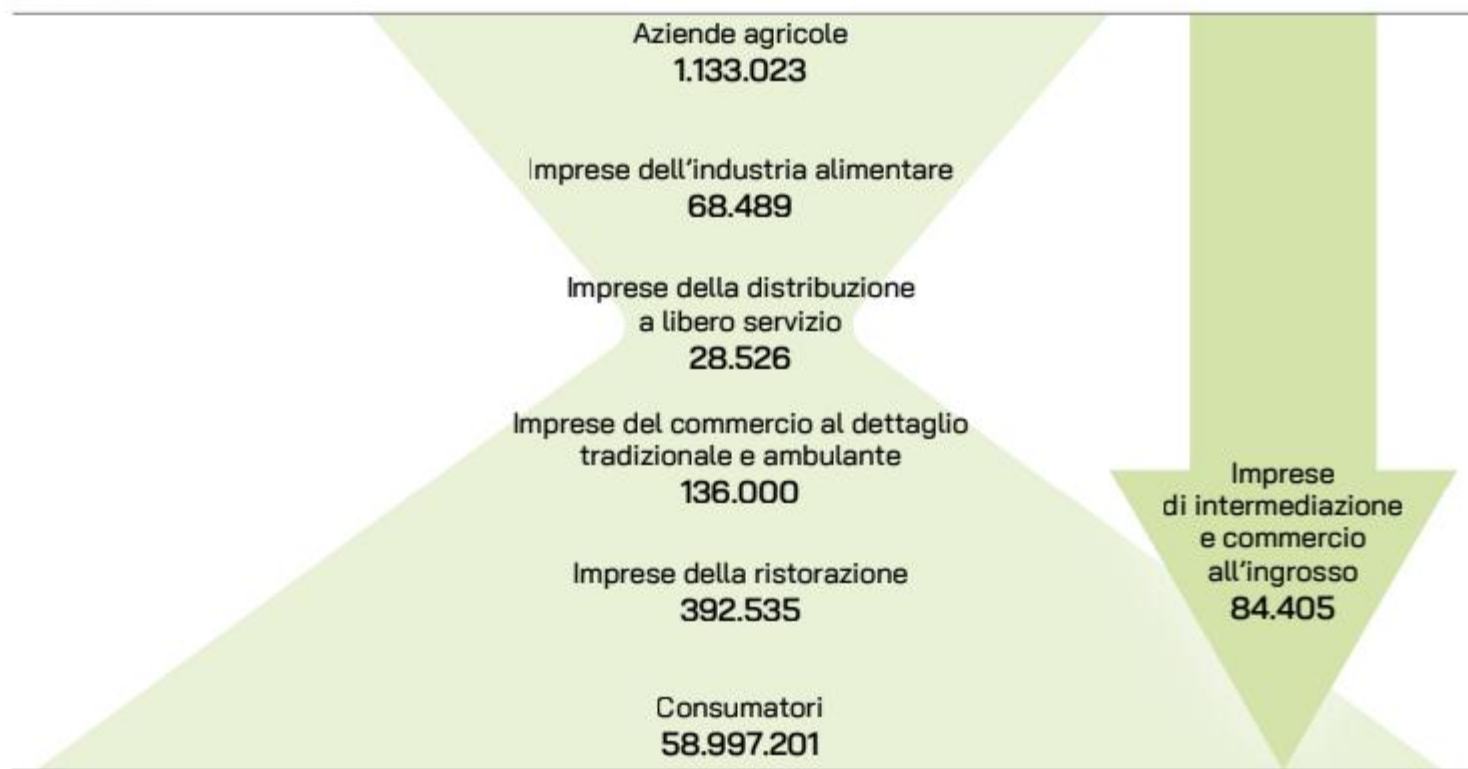 Aziende agricole
1.133.023
Imprese dell'industria alimentare
68.489
Imprese della distribuzione
a libero servizio
28.526
Imprese del commercio al dettaglio
tradizionale e ambulante
136.000
Imprese della ristorazione
392.535
Consumatori
58.997.201
Imprese
di intermediazione
e commercio
all'ingrosso
84.405